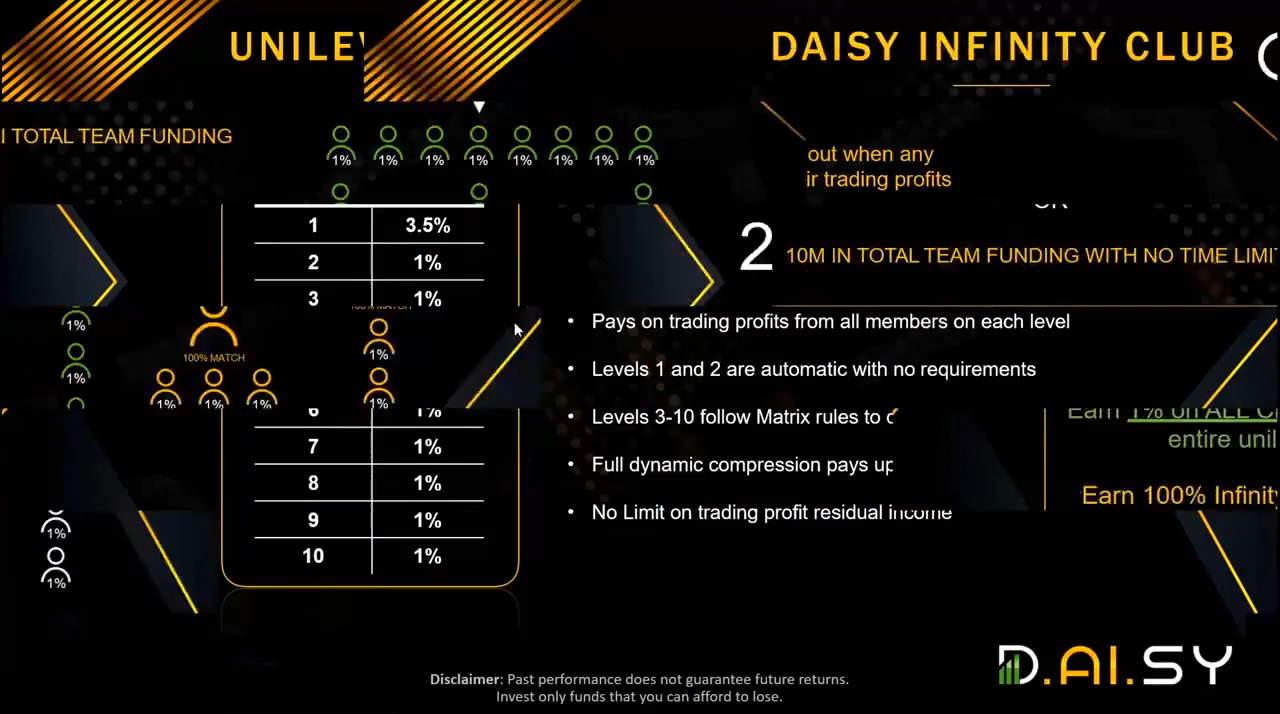 DAISY INFINITY CLUB
TOTAL TEAM FUNDING
1% 1% 1% 1% 1% 1% 1% 1%
out when any
trading profits
1 3.5%
2 1%
3 1%
2 10M IN TOTAL TEAM FUNDING WITH NO TIME
1%
1%
100% MATCH
1% 1% 1%
1%
1%
• Pays on trading profits from all members on each level
• Levels 1 and 2 are automatic with no requirements
• Levels 3-10 follow Matrix rules to
• Full dynamic compression pays
• No Limit on trading profit residual income
6 1%
7 1%
8 1%
9 1%
10 1%
Earn 1% on ALL
entire
Earn 100% Infinity
1%
1%
D.AI.SY
Disclaimer: Past performance does not guarantee future returns.
Invest only funds that you can afford to lose.